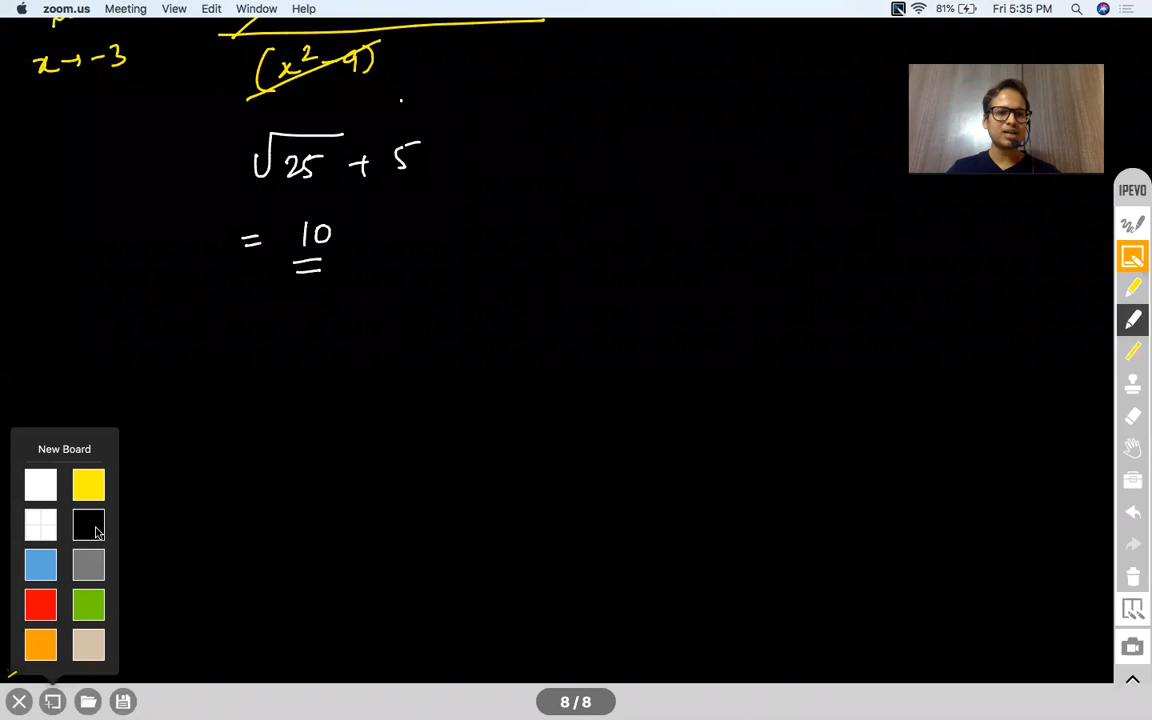 zoom.us Meeting View Edit Window Help 81% Fri 5:35 PM
x → -3
(x² - 9)
√25 + 5
= 10
IPEVO
New Board
8/8